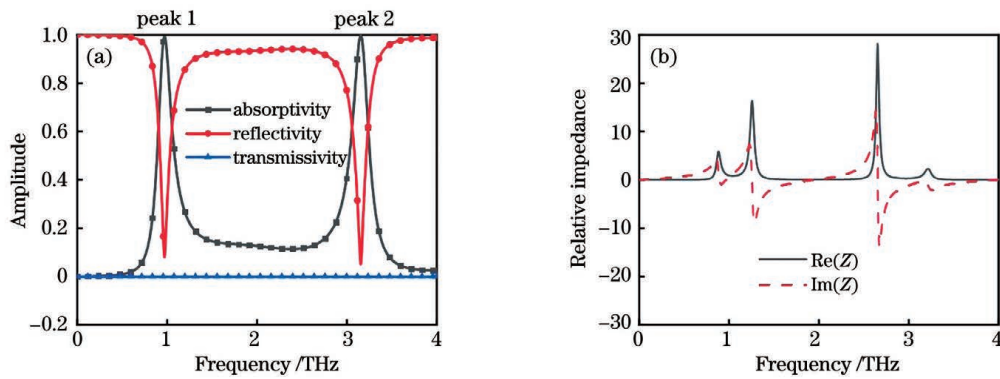 peak 1 peak 2
(a)
1.0
0.8
0.6
0.4
0.2
0
−0.2
Amplitude
absorptivity
reflectivity
transmissivity
0 1 2 3 4
Frequency /THz
(b)
30
20
10
0
−10
−20
−30
Relative impedance
Re(Z)
Im(Z)
0 1 2 3 4
Frequency /THz